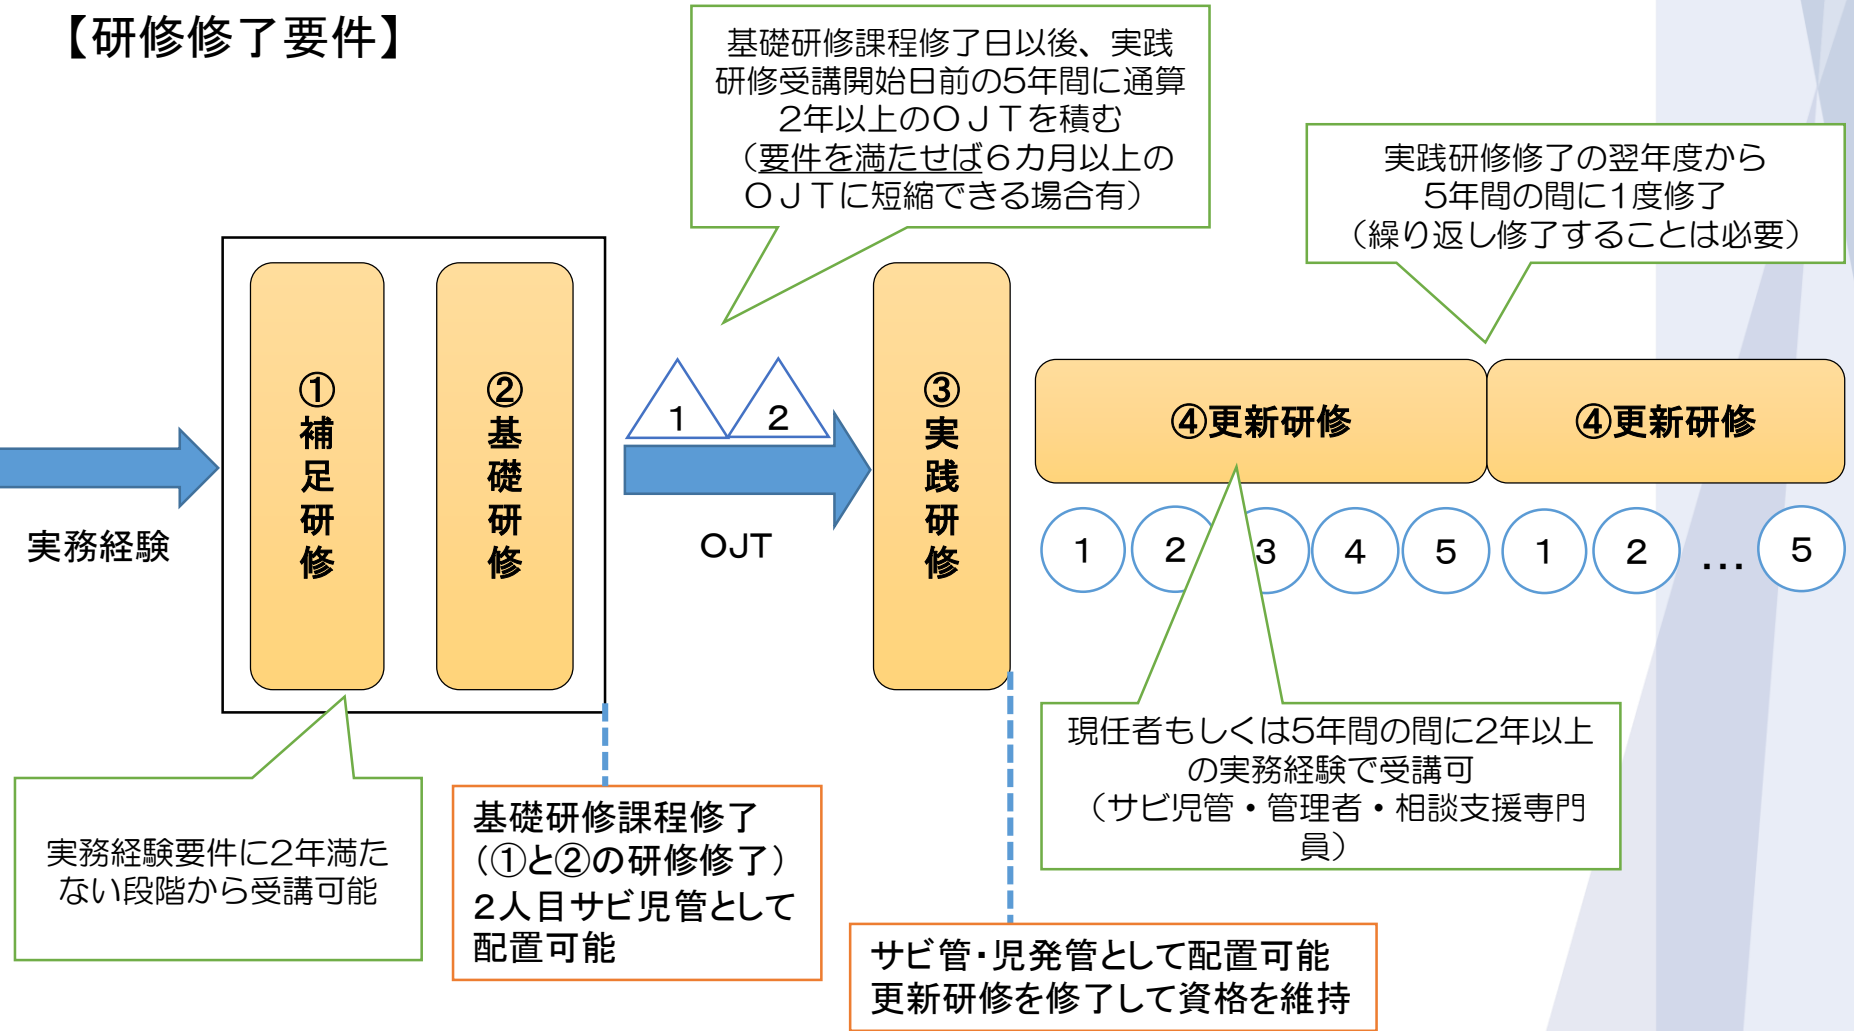 【研修修了要件】
基礎研修課程修了日以後、実践
研修受講開始日前の5年間に通算
2年以上のＯＪＴを積む
（要件を満たせば６カ月以上の
ＯＪＴに短縮できる場合有）
実践研修修了の翌年度から
5年間の間に1度修了
（繰り返し修了することは必要）
実務経験
①補足研修
②基礎研修
1
2
OJT
③実践研修
④更新研修
④更新研修
1
2
3
4
5
1
2
…
5
実務経験要件に2年満た
ない段階から受講可能
基礎研修課程修了
（①と②の研修修了）
２人目サビ児管として
配置可能
現任者もしくは5年間の間に2年以上
の実務経験で受講可
（サビ児管・管理者・相談支援専門
員）
サビ管・児発管として配置可能
更新研修を修了して資格を維持